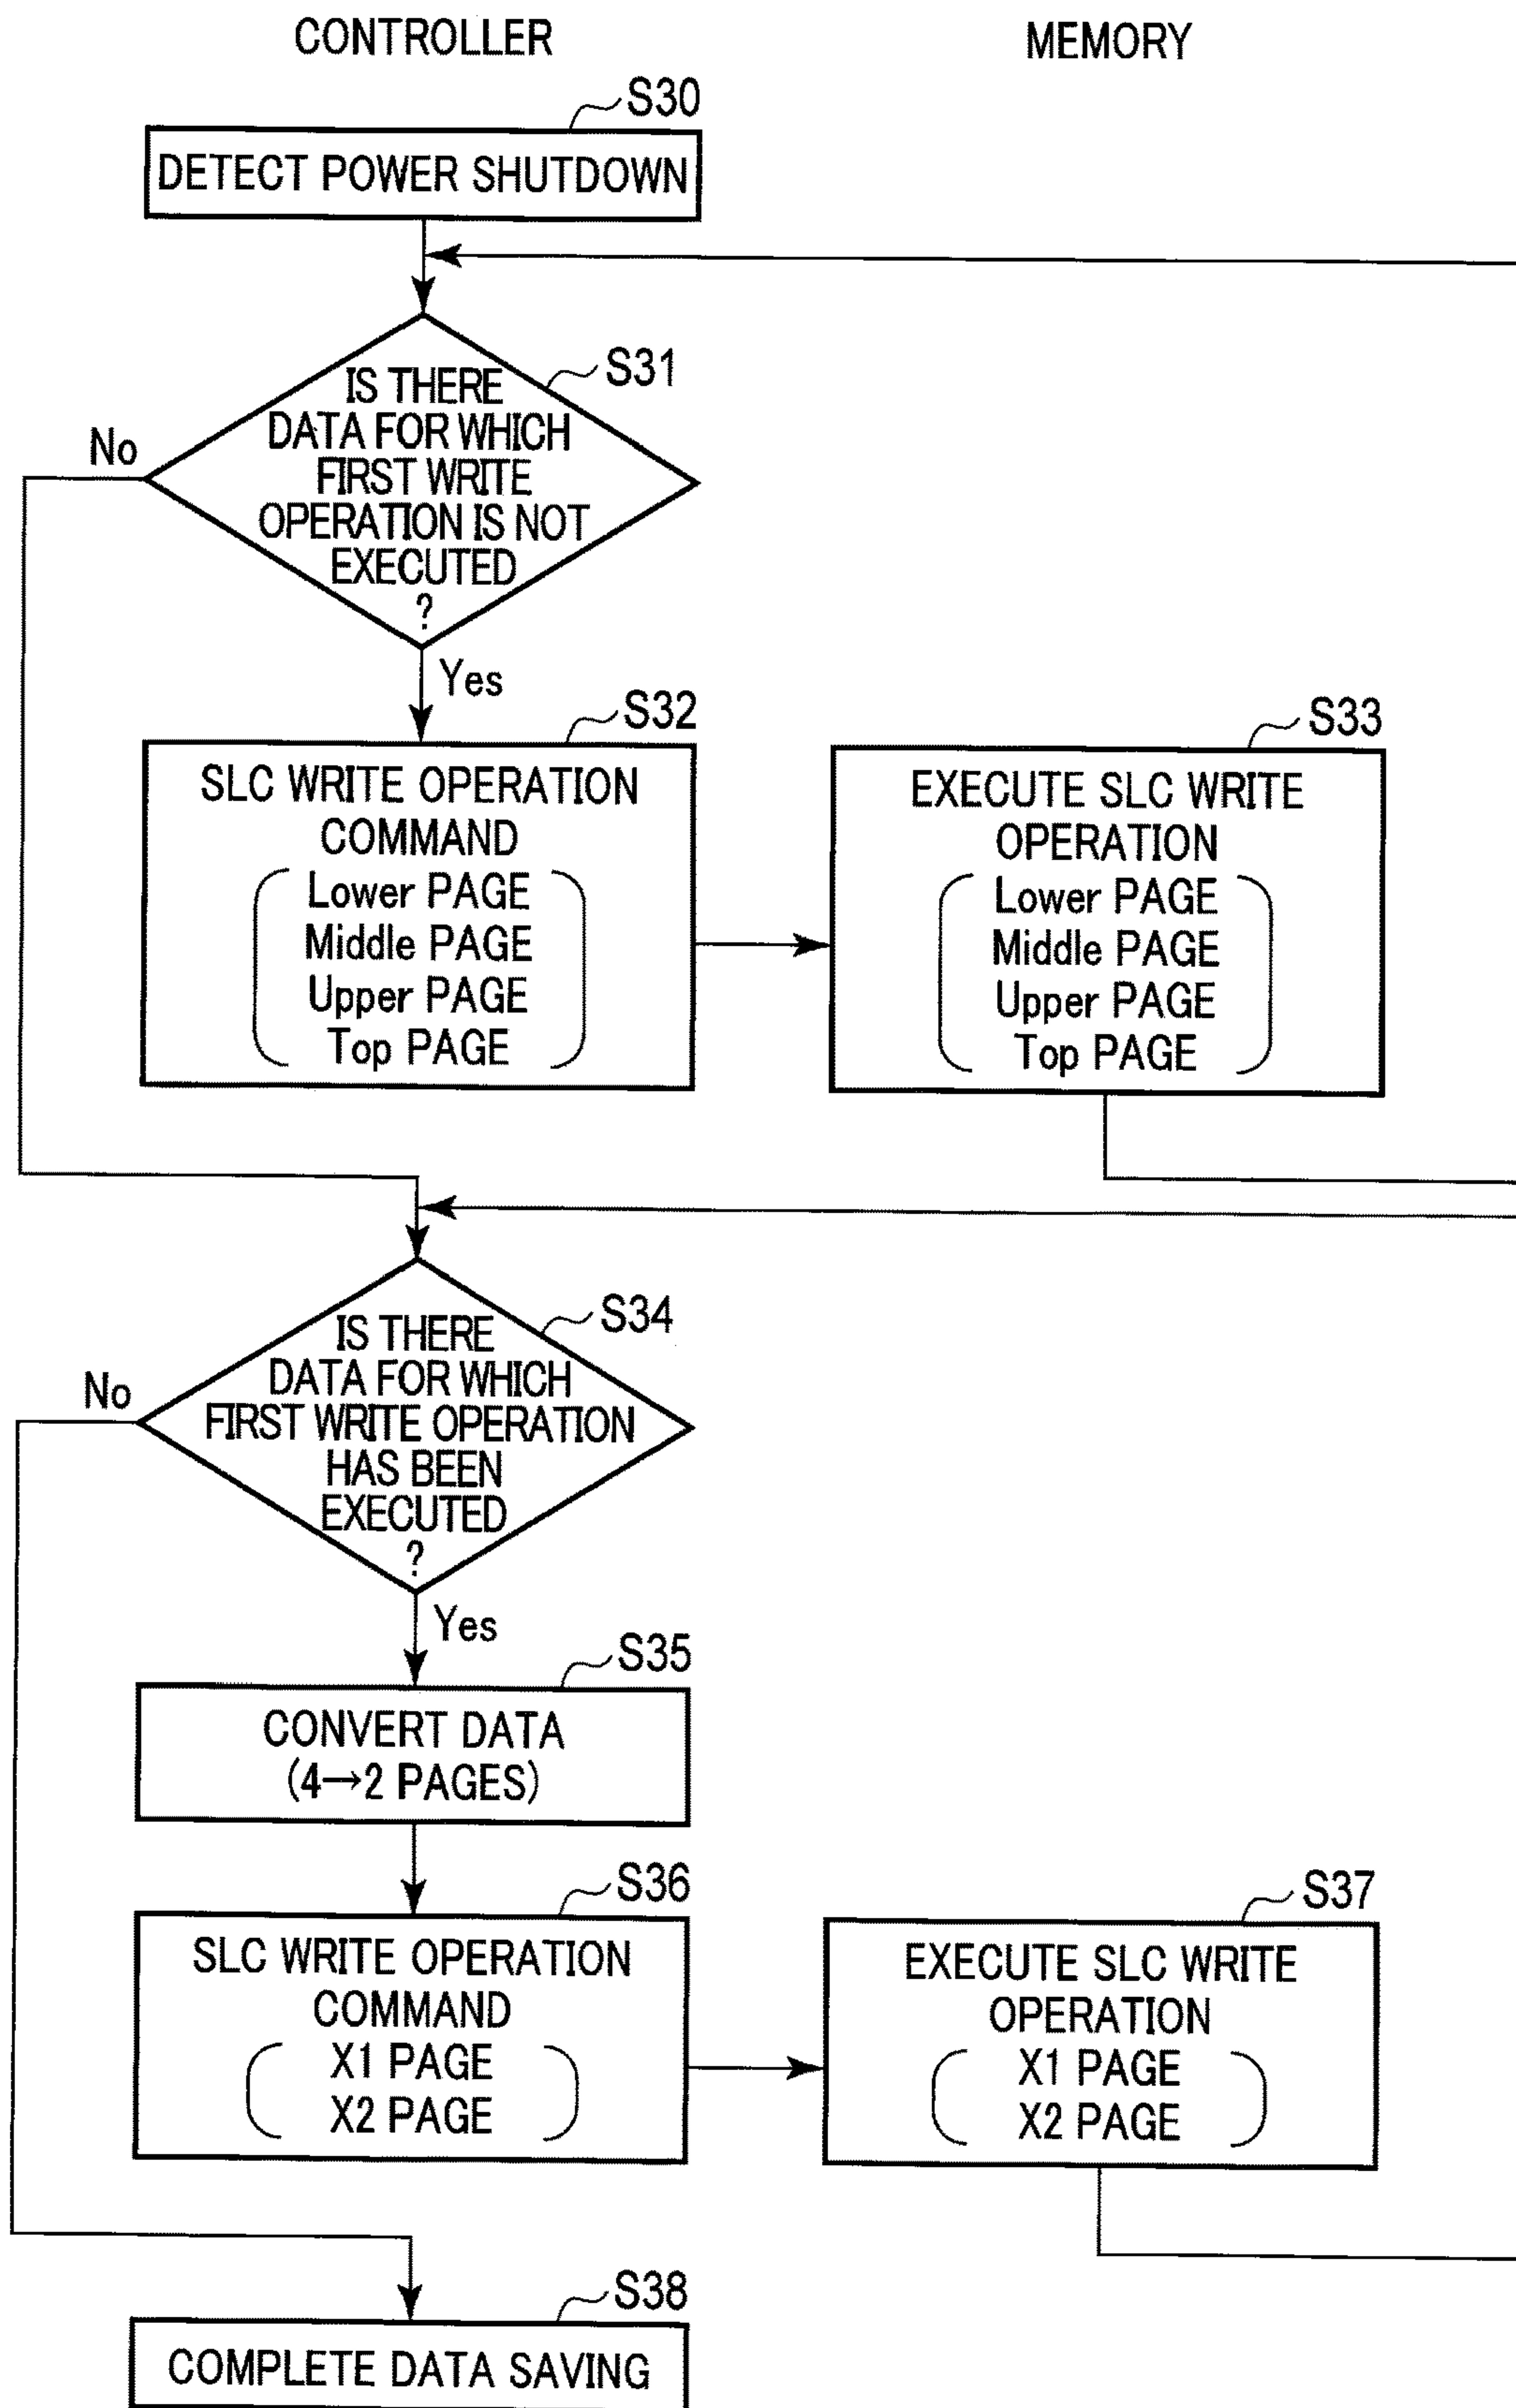 CONTROLLER
MEMORY
S30
DETECT POWER SHUTDOWN
S31
IS THERE
DATA FOR WHICH
FIRST WRITE
OPERATION IS NOT
EXECUTED
?
No
Yes
S32
SLC WRITE OPERATION
COMMAND
Lower PAGE
Middle PAGE
Upper PAGE
Top PAGE
S33
EXECUTE SLC WRITE
OPERATION
Lower PAGE
Middle PAGE
Upper PAGE
Top PAGE
S34
IS THERE
DATA FOR WHICH
FIRST WRITE OPERATION
HAS BEEN
EXECUTED
?
No
Yes
S35
CONVERT DATA
(4→2 PAGES)
S36
SLC WRITE OPERATION
COMMAND
X1 PAGE
X2 PAGE
S37
EXECUTE SLC WRITE
OPERATION
X1 PAGE
X2 PAGE
S38
COMPLETE DATA SAVING